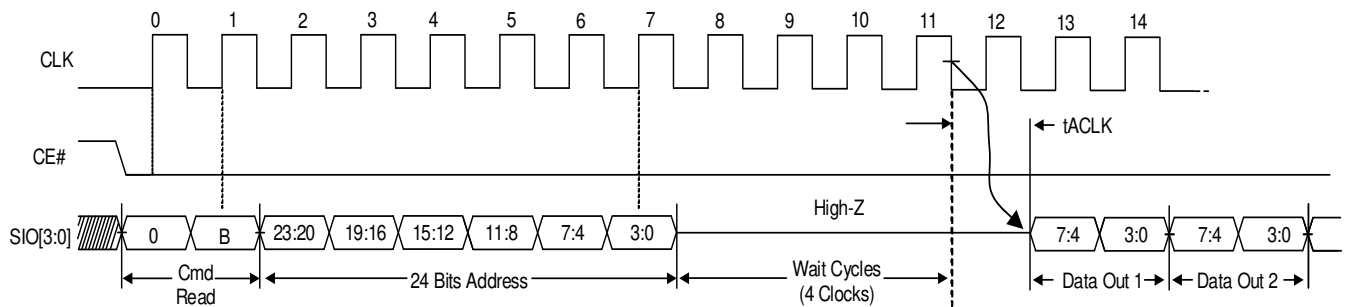 0 1 2 3 4 5 6 7 8 9 10 11 12 13 14
CLK
tACLK
CE#
High-Z
SIO[3:0] 0 B 23:20 19:16 15:12 11:8 7:4 3:0 7:4 3:0 7:4 3:0
Cmd
Read
24 Bits Address
Wait Cycles
(4 Clocks)
Data Out 1
Data Out 2